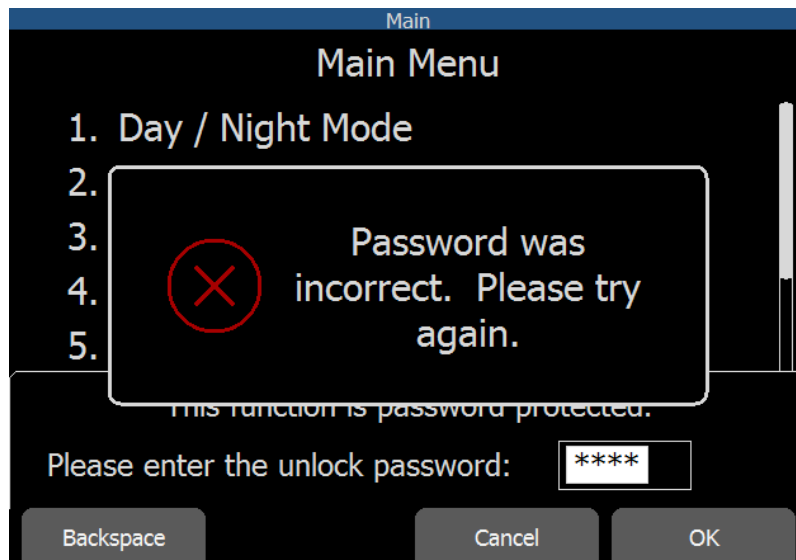 Main
Main Menu
1. Day / Night Mode
2.
3.
4.
5.
Password was
incorrect. Please try
again.
This function is password protected.
Please enter the unlock password: ****
Backspace Cancel OK